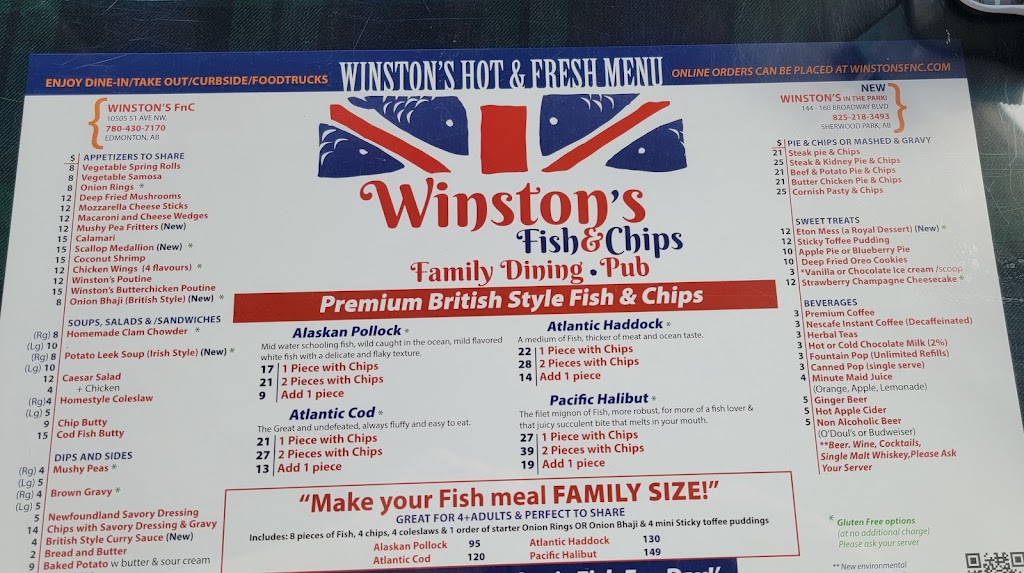 ENJOY DINE-IN/TAKE OUT/CURBSIDE/FOODTRUCKS
WINSTON'S HOT & FRESH MENU
ONLINE ORDERS CAN BE PLACED AT WINSTONSFNC.COM
WINSTON'S FnC
10505 51 AVE NW,
780-430-7170
EDMONTON, AB
NEW
WINSTON'S IN THE PARK!
144 -160 BROADWAY BLVD
825-218-3493
SHERWOOD PARK, AB
Winston's
Fish&Chips
Family Dining • Pub
Premium British Style Fish & Chips
$ APPETIZERS TO SHARE
8 Vegetable Spring Rolls
8 Vegetable Samosa
8 Onion Rings *
12 Deep Fried Mushrooms
12 Mozzarella Cheese Sticks
12 Macaroni and Cheese Wedges
12 Mushy Pea Fritters (New)
15 Calamari
15 Scallop Medallion (New) *
15 Coconut Shrimp
12 Chicken Wings (4 flavours) *
12 Winston's Poutine
15 Winston's Butterchicken Poutine
8 Onion Bhaji (British Style) (New) *
SOUPS, SALADS & /SANDWICHES
(Rg) 8 Homemade Clam Chowder *
(Lg) 10
(Rg) 8 Potato Leek Soup (Irish Style) (New) *
(Lg) 10
12 Caesar Salad
4 + Chicken
(Rg)4 Homestyle Coleslaw
(Lg) 5
9 Chip Butty
15 Cod Fish Butty
DIPS AND SIDES
(Rg) 4 Mushy Peas *
(Lg) 5
(Rg) 4 Brown Gravy *
(Lg) 5
5 Newfoundland Savory Dressing
14 Chips with Savory Dressing & Gravy
4 British Style Curry Sauce (New)
2 Bread and Butter
9 Baked Potato w butter & sour cream
Alaskan Pollock *
Mid water schooling fish, wild caught in the ocean, mild flavored
white fish with a delicate and flaky texture.
17 1 Piece with Chips
21 2 Pieces with Chips
9 Add 1 piece
Atlantic Cod *
The Great and undefeated, always fluffy and easy to eat.
21 1 Piece with Chips
27 2 Pieces with Chips
13 Add 1 piece
Atlantic Haddock *
A medium of Fish, thicker of meat and ocean taste.
22 1 Piece with Chips
28 2 Pieces with Chips
14 Add 1 piece
Pacific Halibut *
The filet mignon of Fish, more robust, for more of a fish lover &
that juicy succulent bite that melts in your mouth.
27 1 Piece with Chips
39 2 Pieces with Chips
19 Add 1 piece
"Make your Fish meal FAMILY SIZE!"
GREAT FOR 4+ADULTS & PERFECT TO SHARE
Includes: 8 pieces of Fish, 4 chips, 4 coleslaws & 1 order of starter Onion Rings OR Onion Bhaji & 4 mini Sticky toffee puddings
Alaskan Pollock 95 Atlantic Haddock 130
Atlantic Cod 120 Pacific Halibut 149
$ PIE & CHIPS OR MASHED & GRAVY
21 Steak pie & Chips
25 Steak & Kidney Pie & Chips
21 Beef & Potato Pie & Chips
21 Butter Chicken Pie & Chips
25 Cornish Pasty & Chips
SWEET TREATS
12 Eton Mess (a Royal Dessert) (New) *
12 Sticky Toffee Pudding
10 Apple Pie or Blueberry Pie
10 Deep Fried Oreo Cookies
3 *Vanilla or Chocolate Ice cream /scoop
12 Strawberry Champagne Cheesecake *
BEVERAGES
3 Premium Coffee
3 Nescafe Instant Coffee (Decaffeinated)
3 Herbal Teas
3 Hot or Cold Chocolate Milk (2%)
3 Fountain Pop (Unlimited Refills)
3 Canned Pop (single serve)
4 Minute Maid Juice
(Orange, Apple, Lemonade)
5 Ginger Beer
5 Hot Apple Cider
5 Non Alcoholic Beer
(O'Doul's or Budweiser)
**Beer. Wine, Cocktails,
Single Malt Whiskey,Please Ask
Your Server
* Gluten Free options
(at no additional charge)
Please ask your server
** New environmental